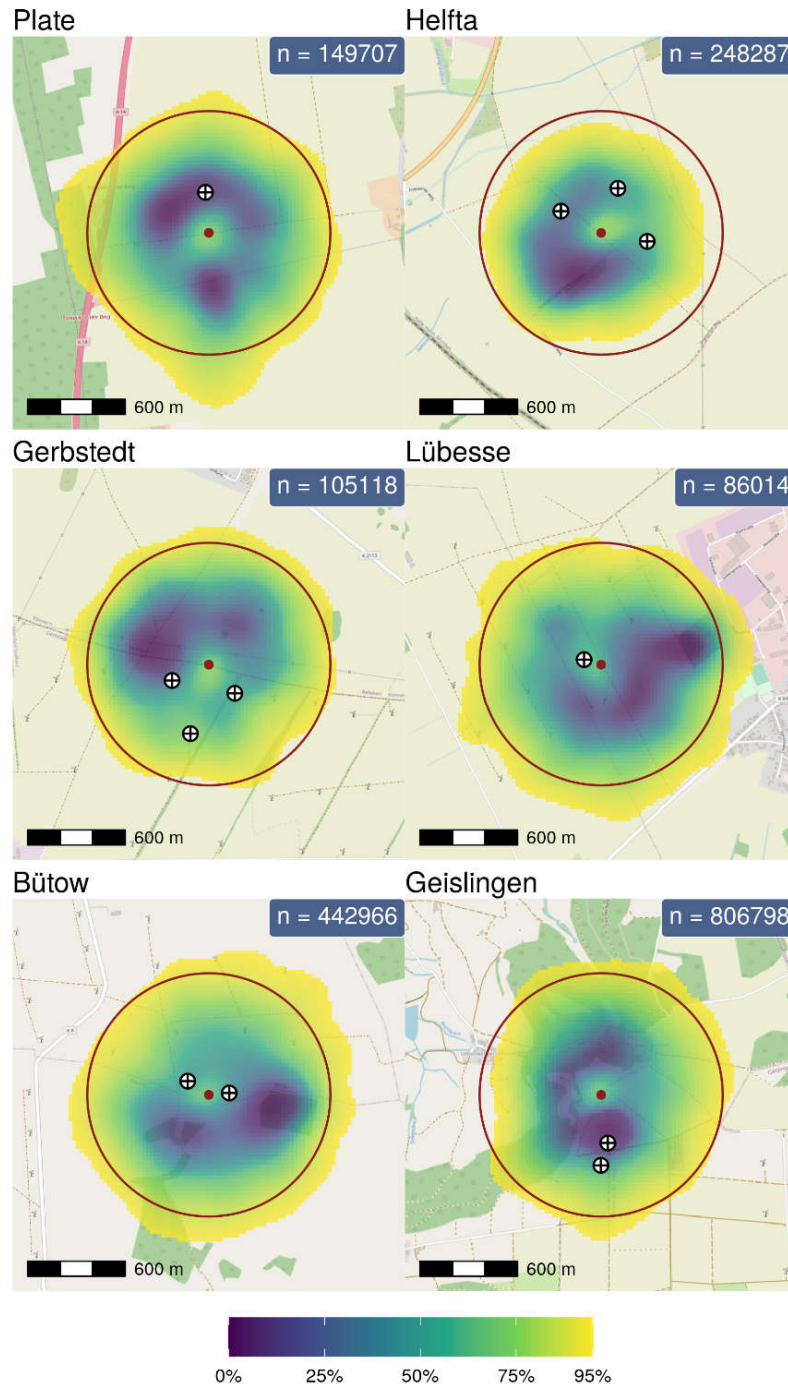 Plate
n = 149707
600 m
Helfta
n = 248287
600 m
Gerbstedt
n = 105118
600 m
Lübesse
n = 86014
600 m
Bütow
n = 442966
600 m
Geislingen
n = 806798
600 m
0% 25% 50% 75% 95%